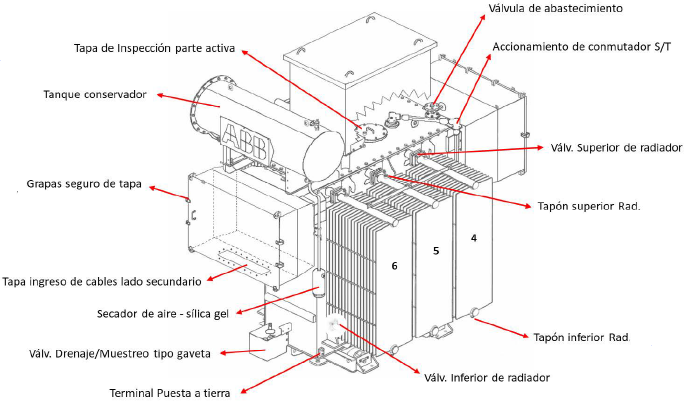 Válvula de abastecimiento
Tapa de Inspección parte activa
Accionamiento de conmutador S/T
Tanque conservador
ABB
Válv. Superior de radiador
Grapas seguro de tapa
Tapón superior Rad.
4
5
6
Tapa ingreso de cables lado secundario
Secador de aire - sílica gel
Tapón inferior Rad.
Válv. Drenaje/Muestreo tipo gaveta
Válv. Inferior de radiador
Terminal Puesta a tierra